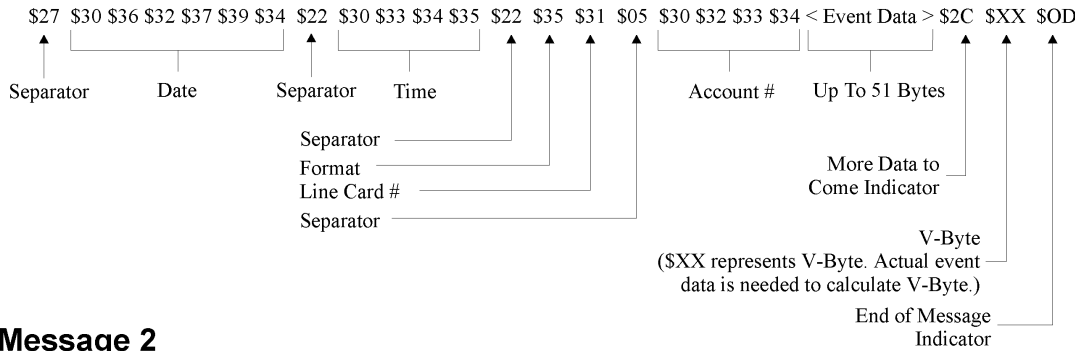 $27 $30 $36 $32 $37 $39 $34 $22 $30 $33 $34 $35 $22 $35 $31 $05 $30 $32 $33 $34 < Event Data > $2C $XX $OD
Separator Date Separator Time Account # Up To 51 Bytes
Separator
Format
Line Card #
Separator
More Data to
Come Indicator
V-Byte
($XX represents V-Byte. Actual event
data is needed to calculate V-Byte.)
End of Message
Indicator
Message 2